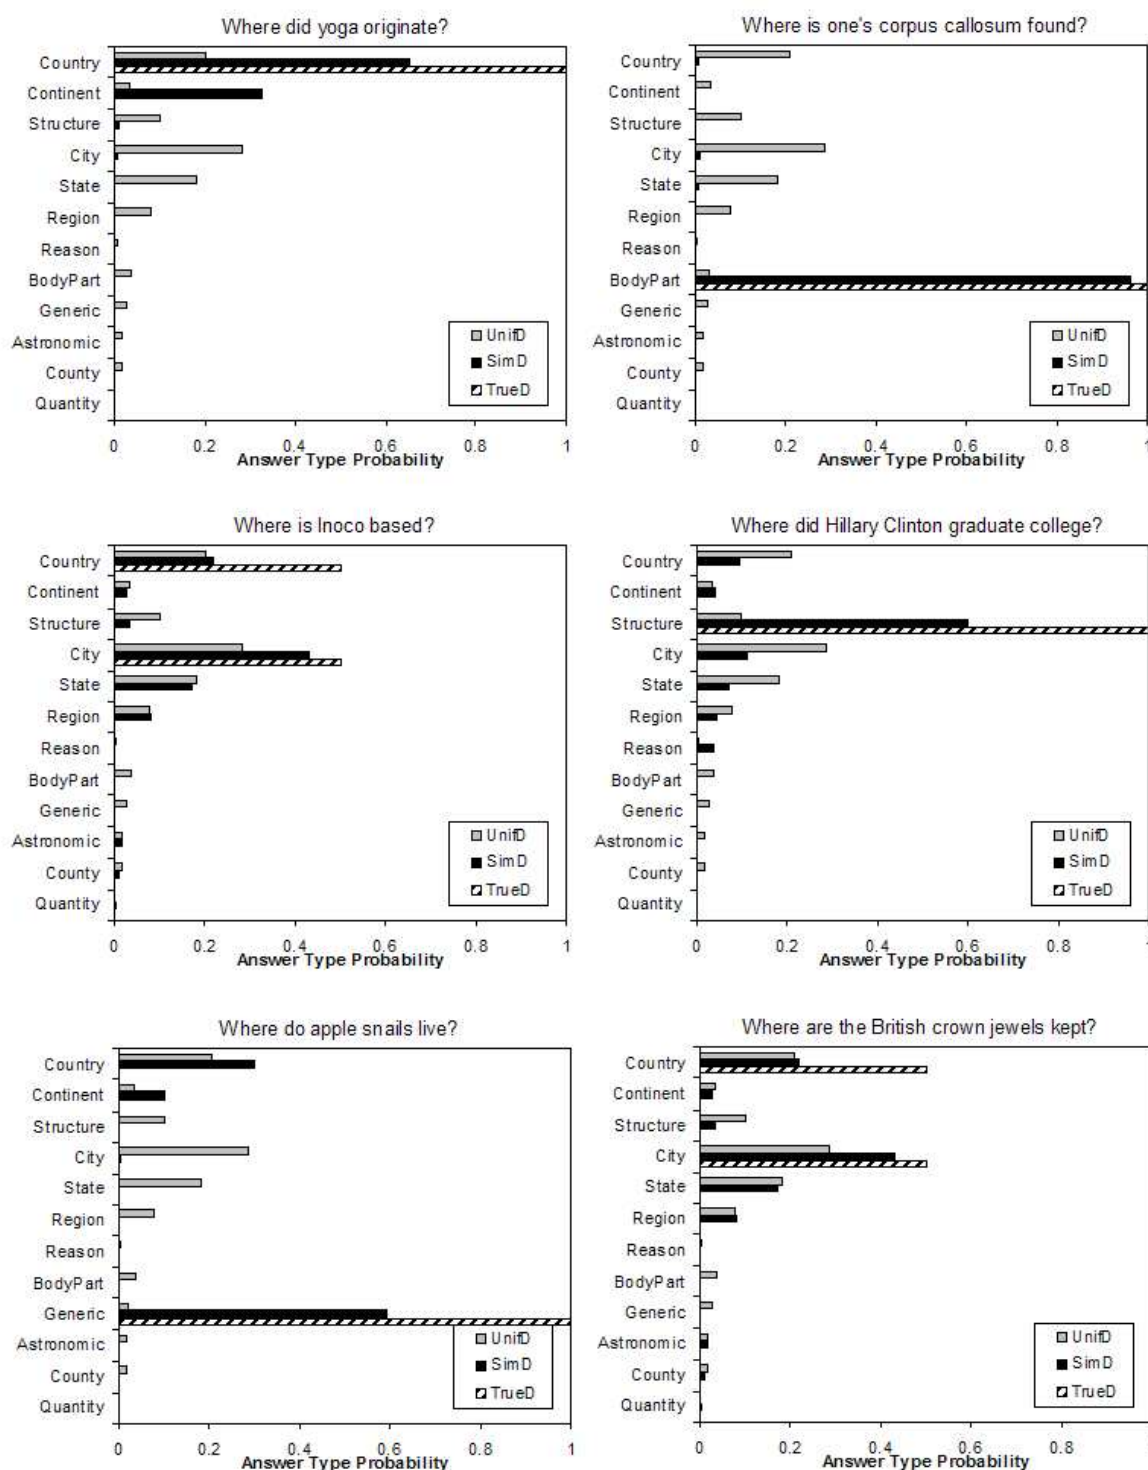 Where did yoga originate?
Country
Continent
Structure
City
State
Region
Reason
BodyPart
Generic
Astronomic
County
Quantity
UnifD
SimD
TrueD
0 0.2 0.4 0.6 0.8 1
Answer Type Probability
Where is one's corpus callosum found?
Country
Continent
Structure
City
State
Region
Reason
BodyPart
Generic
Astronomic
County
Quantity
UnifD
SimD
TrueD
0 0.2 0.4 0.6 0.8 1
Answer Type Probability
Where is Inoco based?
Country
Continent
Structure
City
State
Region
Reason
BodyPart
Generic
Astronomic
County
Quantity
UnifD
SimD
TrueD
0 0.2 0.4 0.6 0.8 1
Answer Type Probability
Where did Hillary Clinton graduate college?
Country
Continent
Structure
City
State
Region
Reason
BodyPart
Generic
Astronomic
County
Quantity
UnifD
SimD
TrueD
0 0.2 0.4 0.6 0.8 1
Answer Type Probability
Where do apple snails live?
Country
Continent
Structure
City
State
Region
Reason
BodyPart
Generic
Astronomic
County
Quantity
UnifD
SimD
TrueD
0 0.2 0.4 0.6 0.8 1
Answer Type Probability
Where are the British crown jewels kept?
Country
Continent
Structure
City
State
Region
Reason
BodyPart
Generic
Astronomic
County
Quantity
UnifD
SimD
TrueD
0 0.2 0.4 0.6 0.8 1
Answer Type Probability